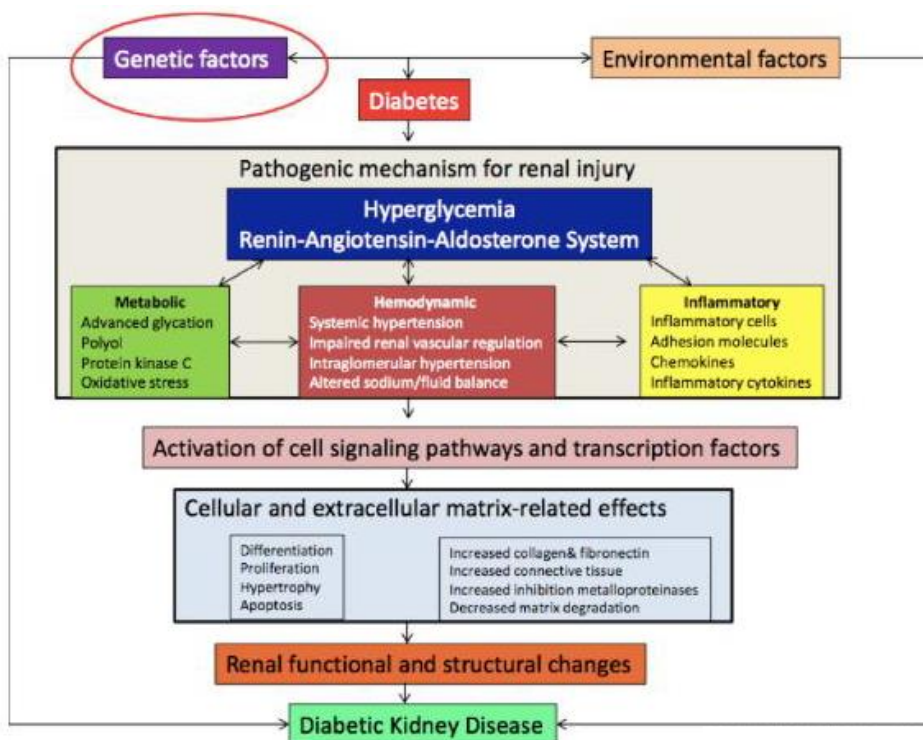 Genetic factors
Environmental factors
Diabetes
Pathogenic mechanism for renal injury
Hyperglycemia
Renin-Angiotensin-Aldosterone System
Metabolic
Advanced glycation
Polyol
Protein kinase C
Oxidative stress
Hemodynamic
Systemic hypertension
Impaired renal vascular regulation
Intraglomerular hypertension
Altered sodium/fluid balance
Inflammatory
Inflammatory cells
Adhesion molecules
Chemokines
Inflammatory cytokines
Activation of cell signaling pathways and transcription factors
Cellular and extracellular matrix-related effects
Differentiation
Proliferation
Hypertrophy
Apoptosis
Increased collagen& fibronectin
Increased connective tissue
Increased inhibition metalloproteinases
Decreased matrix degradation
Renal functional and structural changes
Diabetic Kidney Disease